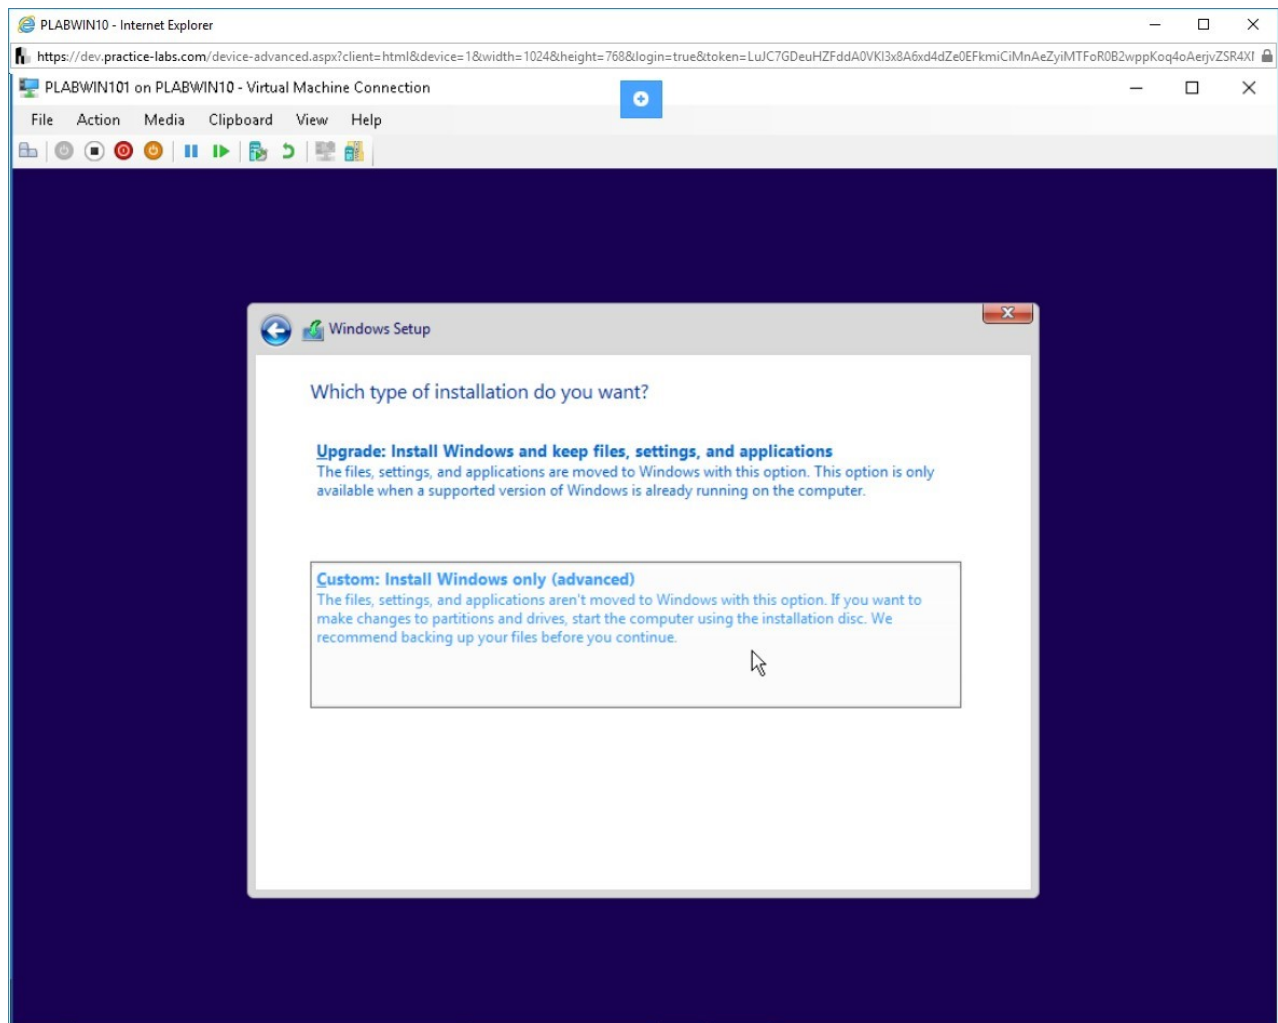 PLABWIN10 - Internet Explorer
https://dev.practice-labs.com/device-advanced.aspx?client=html&device=1&width=1024&height=768&login=true&token=LuJC7GDeuHZFddA0VKI3x8A6xd4dZe0EFkmiCiMnAeZyiMTFoR0B2wppKoq4oAerjvZSR4XI
PLABWIN101 on PLABWIN10 - Virtual Machine Connection
File Action Media Clipboard View Help
Windows Setup
Which type of installation do you want?
Upgrade: Install Windows and keep files, settings, and applications
The files, settings, and applications are moved to Windows with this option. This option is only
available when a supported version of Windows is already running on the computer.
Custom: Install Windows only (advanced)
The files, settings, and applications aren't moved to Windows with this option. If you want to
make changes to partitions and drives, start the computer using the installation disc. We
recommend backing up your files before you continue.